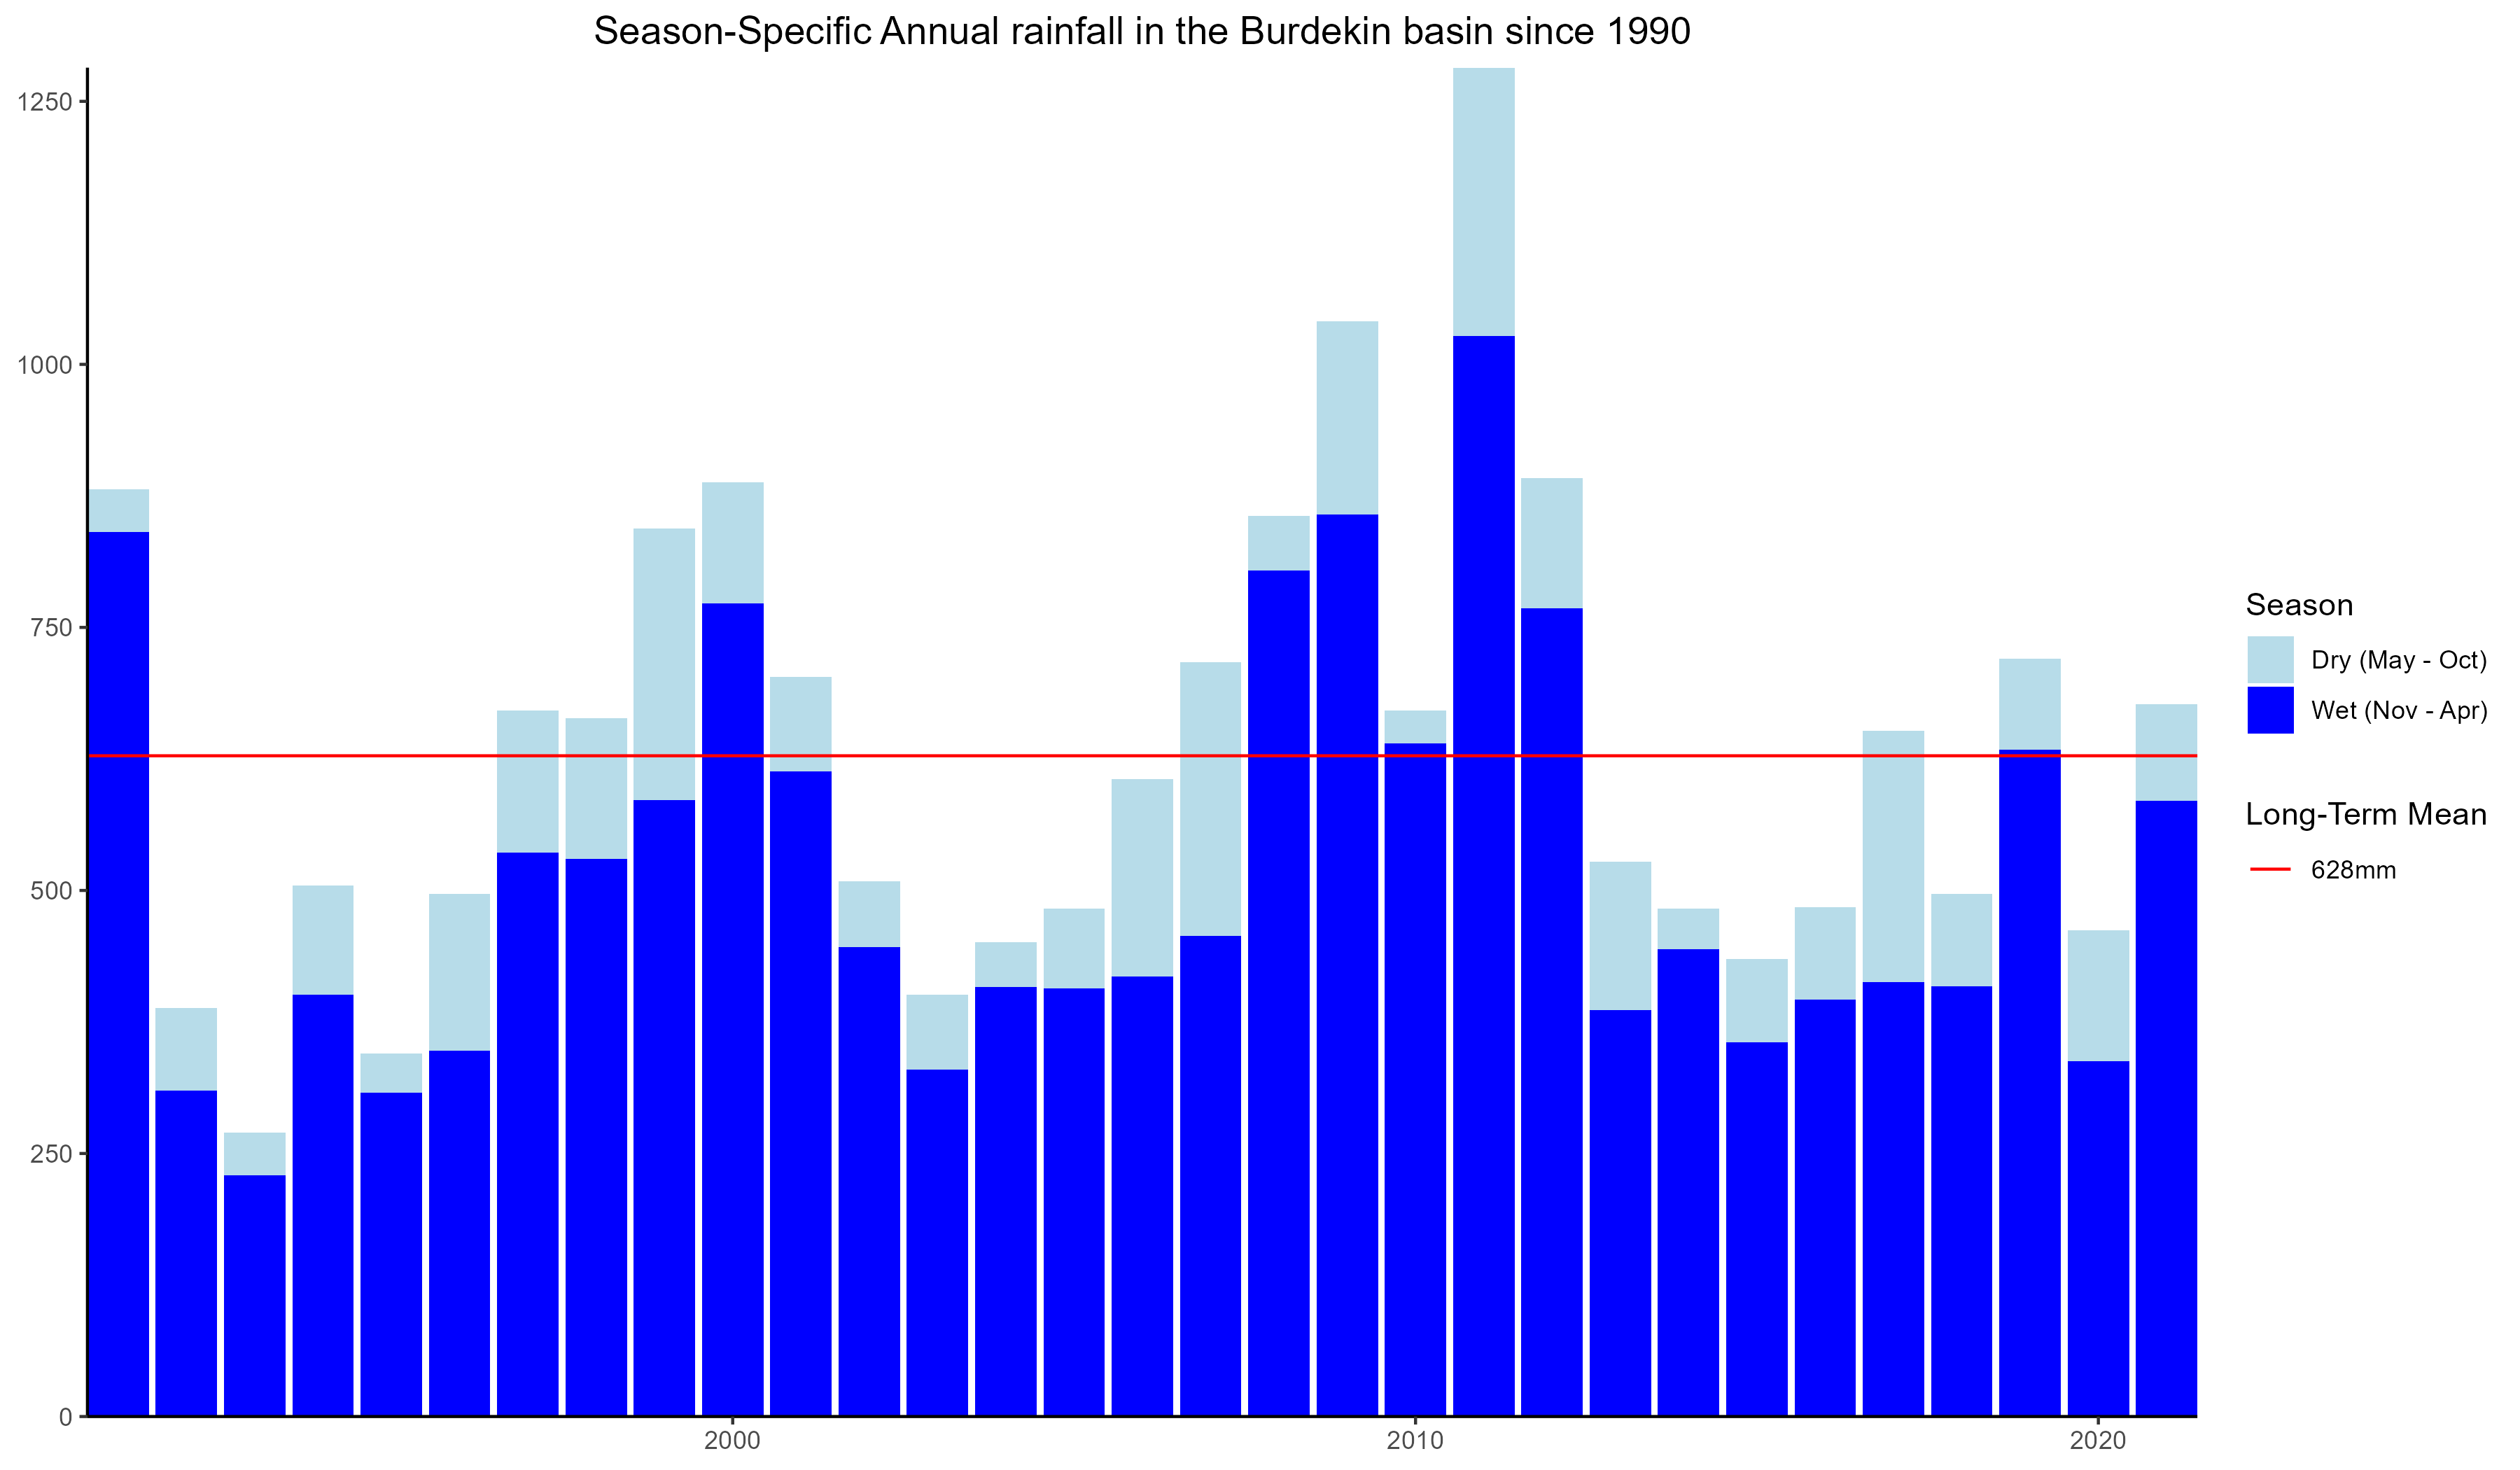 Season-Specific Annual rainfall in the Burdekin basin since 1990
1250
1000
750
500
250
0
2000
2010
2020
Season
Dry (May - Oct)
Wet (Nov - Apr)
Long-Term Mean
628mm